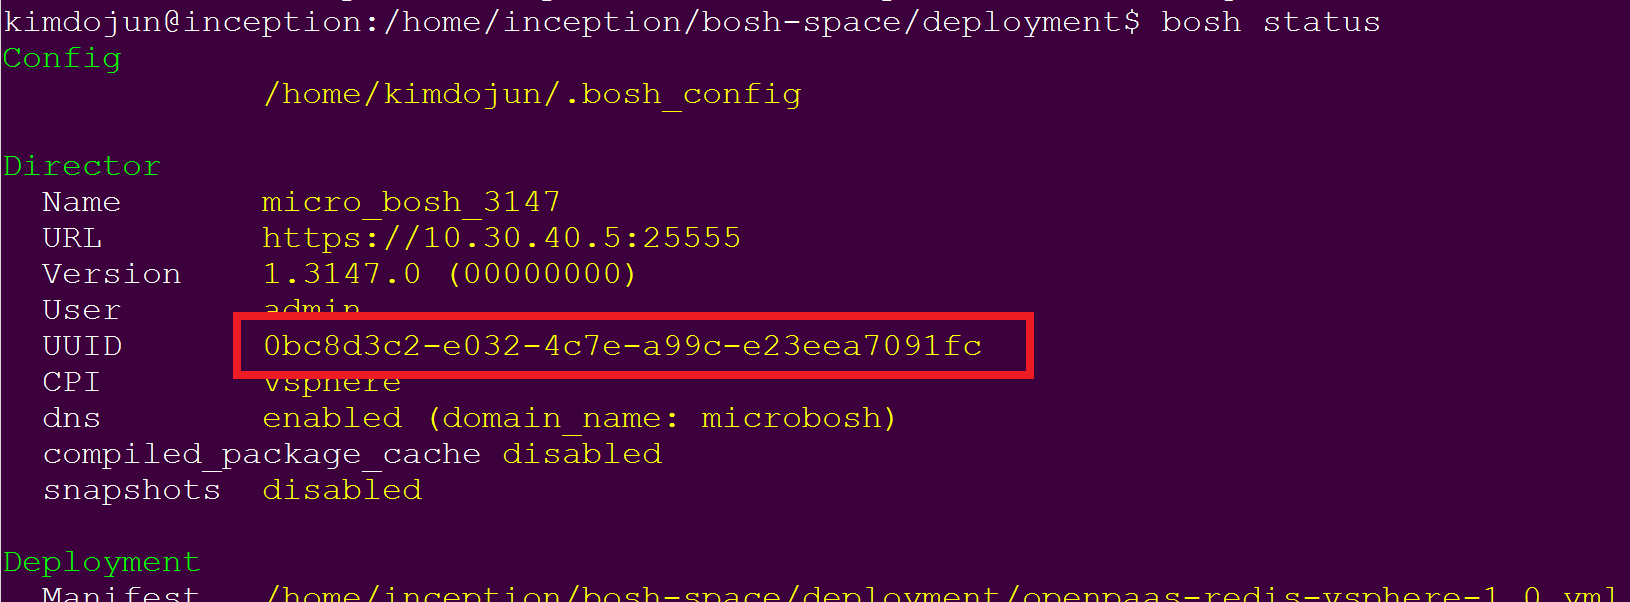 kimdojun@inception:/home/inception/bosh-space/deployment$ bosh status
Config
/home/kimdojun/.bosh_config
Director
Name micro_bosh_3147
URL https://10.30.40.5:25555
Version 1.3147.0 (00000000)
User admin
UUID 0bc8d3c2-e032-4c7e-a99c-e23eea7091fc
CPI vsphere
dns enabled (domain_name: microbosh)
compiled_package_cache disabled
snapshots disabled
Deployment
Manifest /home/inception/bosh-space/deployment/openpaas-redis-vsphere-1.0.yml